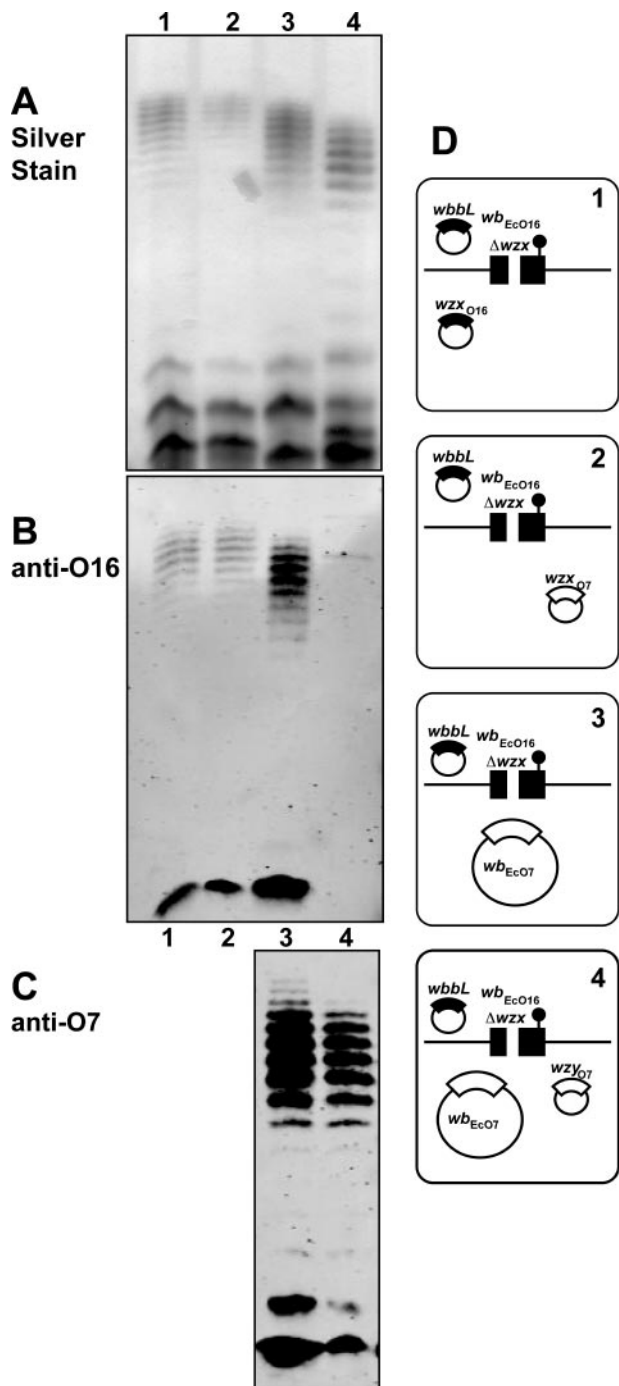 1 2 3 4
A
Silver
Stain
B
anti-O16
1 2 3 4
C
anti-O7
D
1
wbbL wbEcO16
Δwzx
wzxO16
2
wbbL wbEcO16
Δwzx
wzxO7
3
wbbL wbEcO16
Δwzx
wbEcO7
4
wbbL wbEcO16
Δwzx
wzyO7
wbEcO7